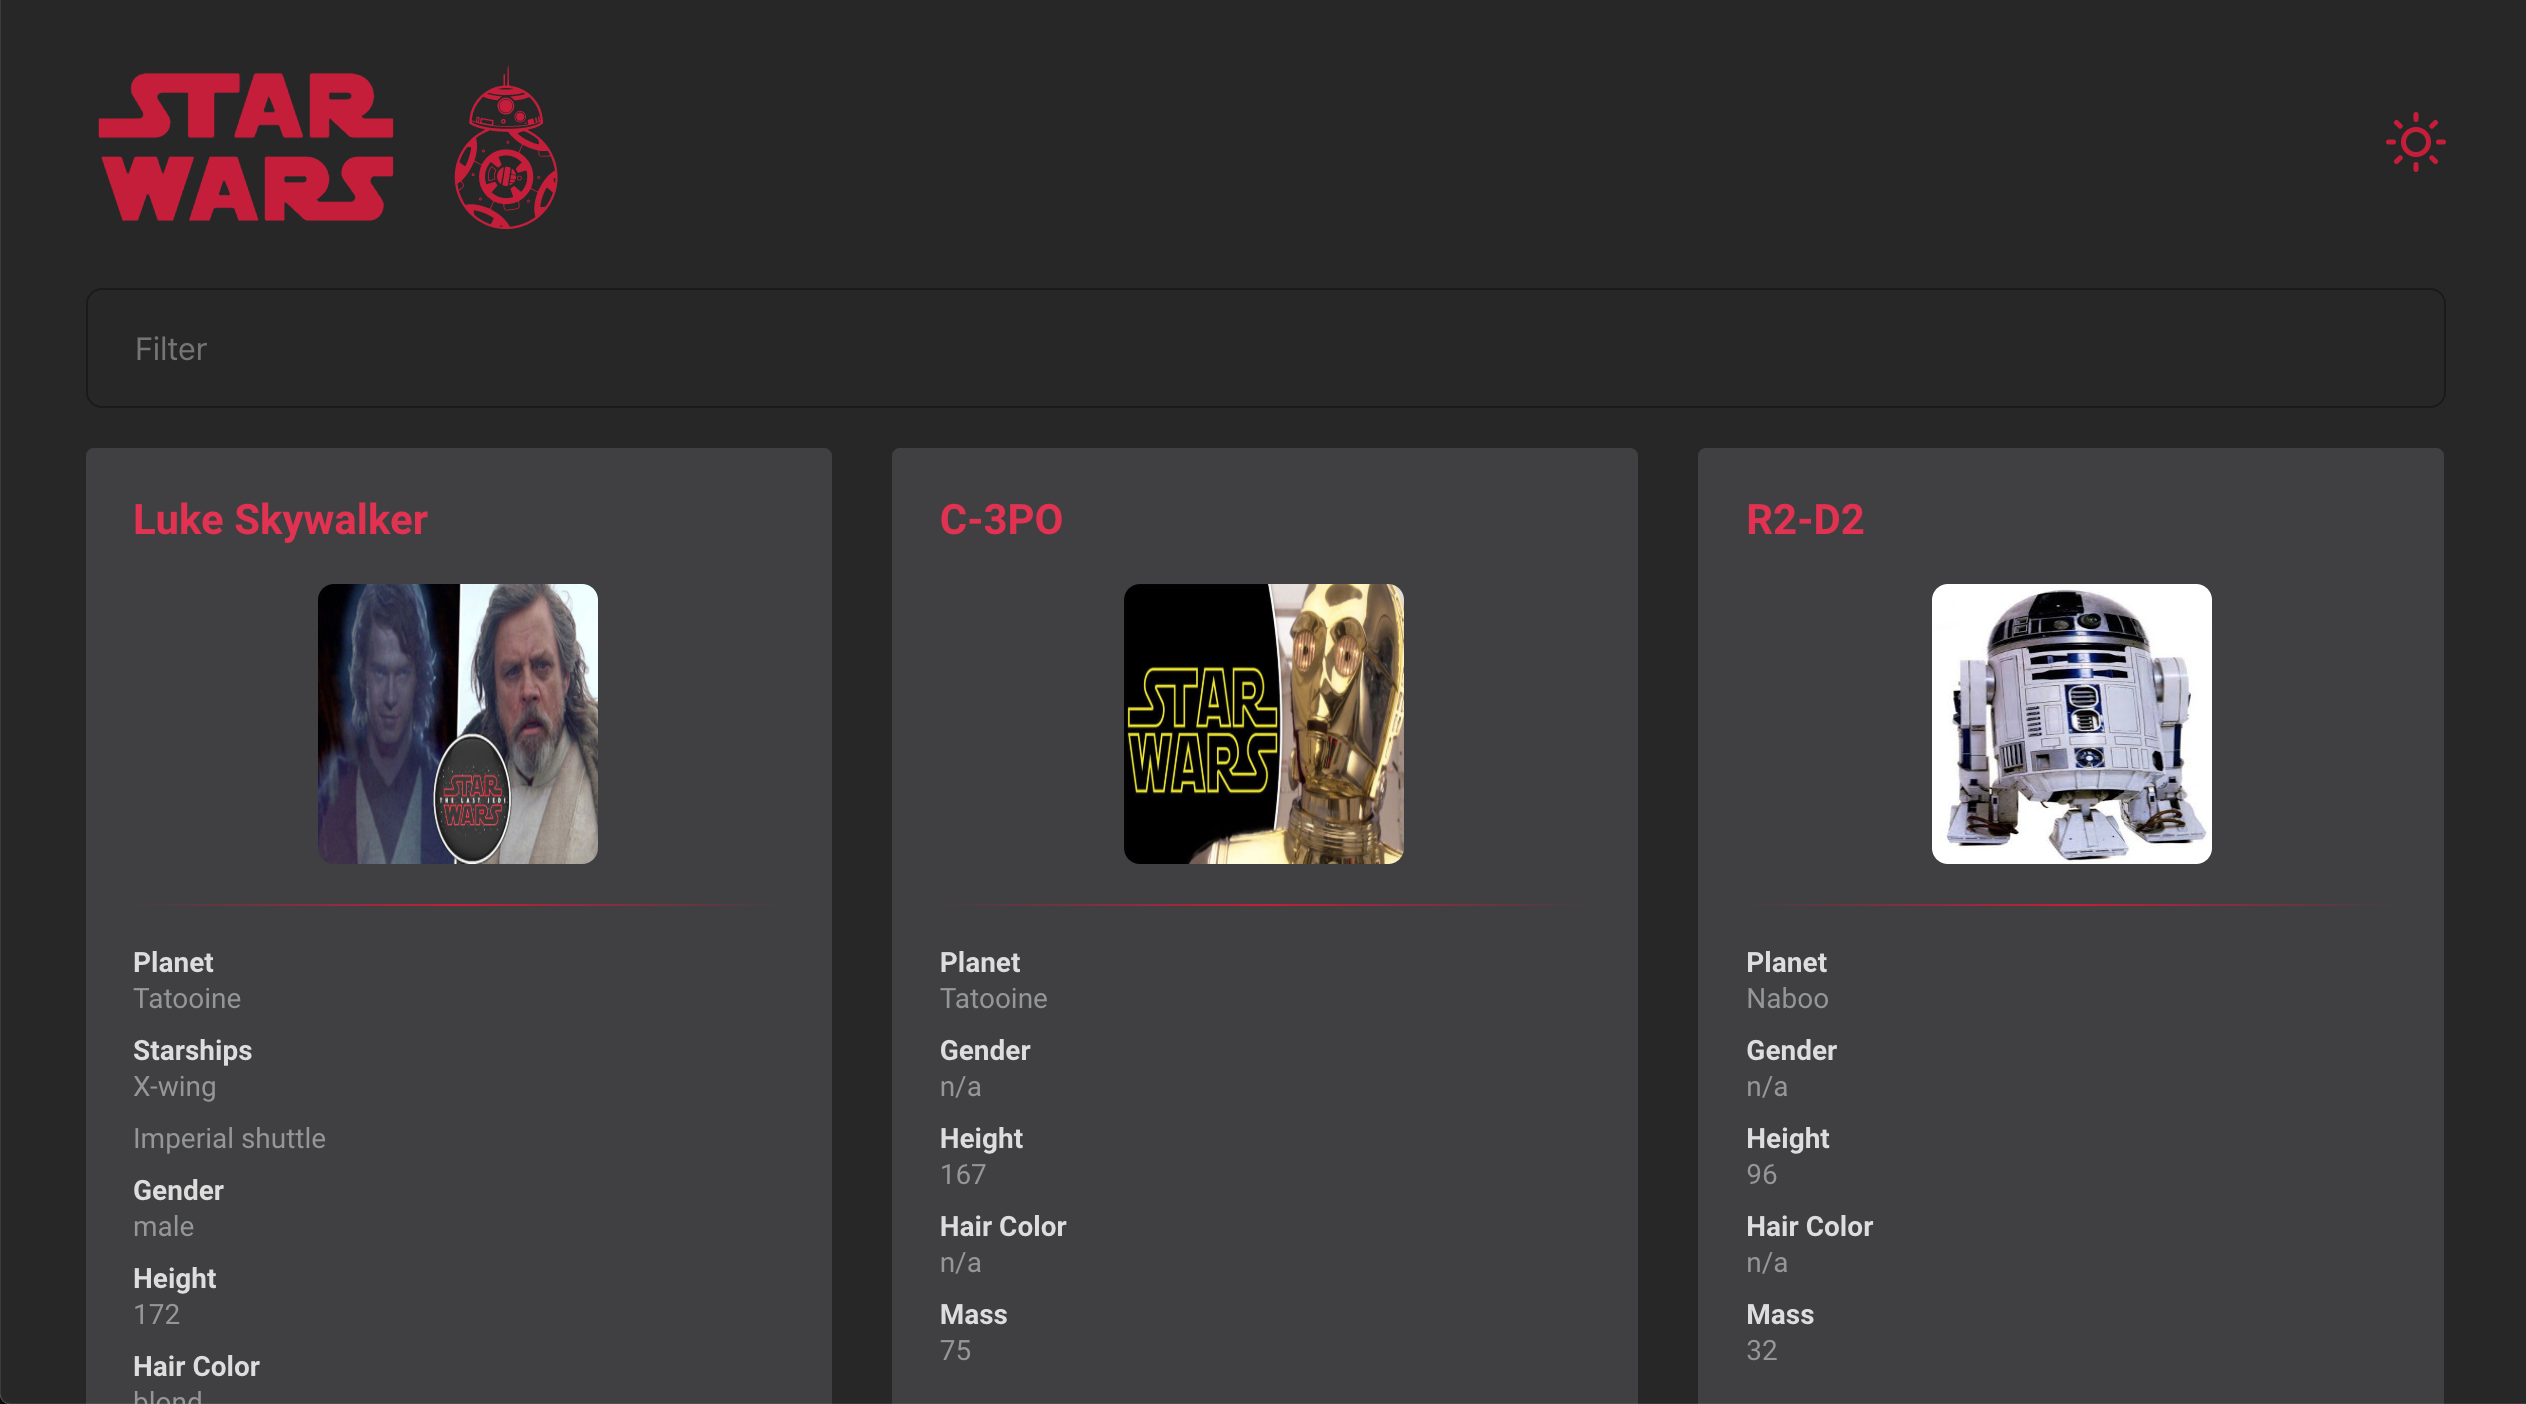 STAR
WARS
Filter
Luke Skywalker
STAR
THE LAST JEDI
WARS
Planet
Tatooine
Starships
X-wing
Imperial shuttle
Gender
male
Height
172
Hair Color
blond
C-3PO
STAR
WARS
Planet
Tatooine
Gender
n/a
Height
167
Hair Color
n/a
Mass
75
R2-D2
Planet
Naboo
Gender
n/a
Height
96
Hair Color
n/a
Mass
32